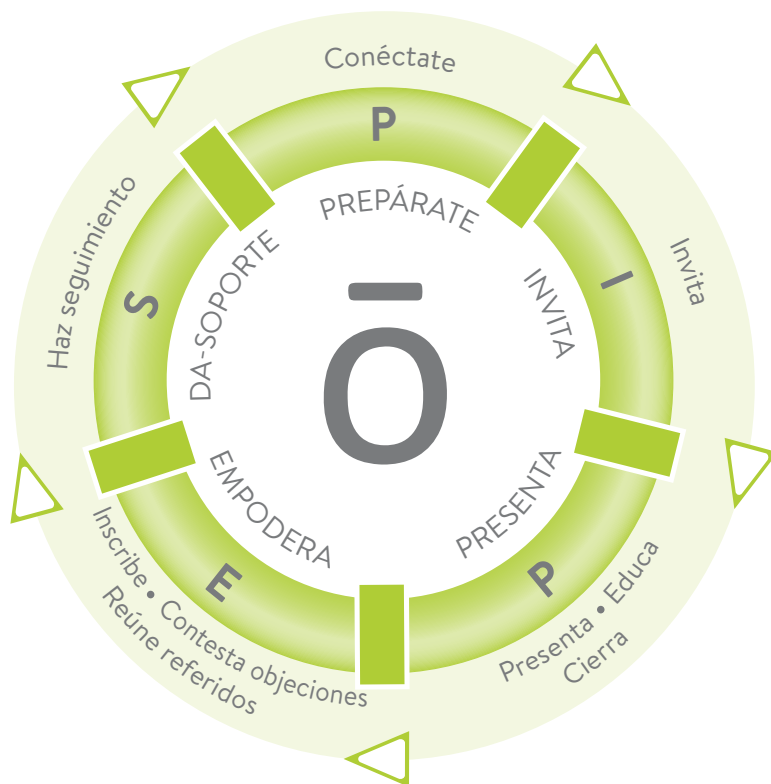 Conéctate
P
PREPÁRATE
Invita
I
INVITA
Presenta • Educa
Cierra
P
PRESENTA
Inscribe • Contesta objeciones
Reúne referidos
E
EMPODERA
Haz seguimiento
S
DA-SOPORTE
Ō